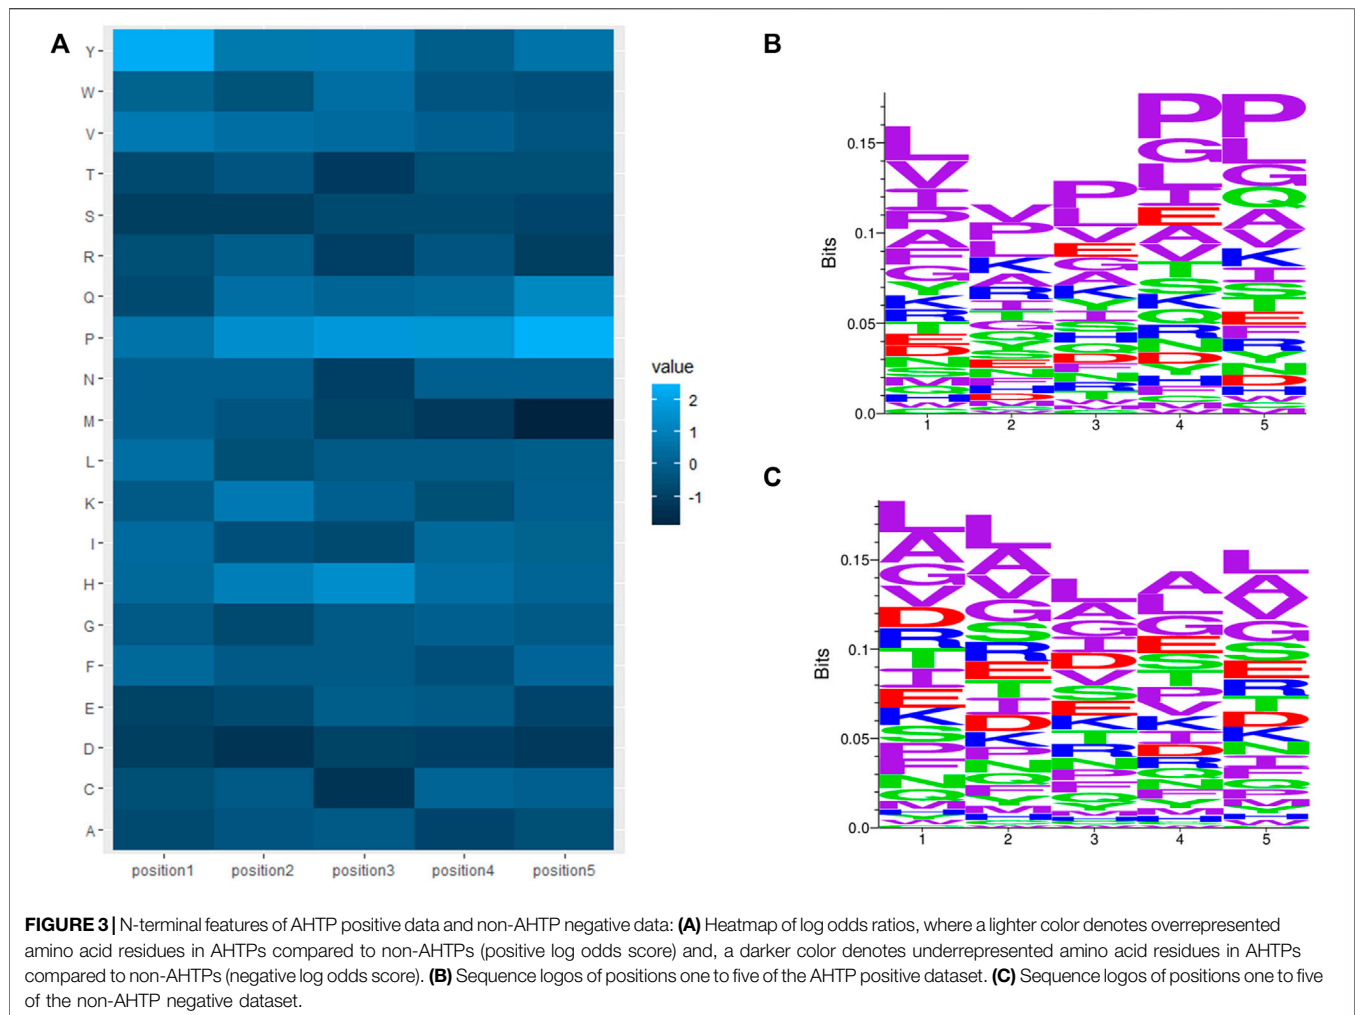 A
Y
W
V
T
S
R
Q
P
N
M
L
K
I
H
G
F
E
D
C
A
position1 position2 position3 position4 position5
value
2
1
0
-1
B
Bits
0.15
0.1
0.05
0.0
1 2 3 4 5
C
Bits
0.15
0.1
0.05
0.0
1 2 3 4 5
FIGURE 3 | N-terminal features of AHTP positive data and non-AHTP negative data: (A) Heatmap of log odds ratios, where a lighter color denotes overrepresented
amino acid residues in AHTPs compared to non-AHTPs (positive log odds score) and, a darker color denotes underrepresented amino acid residues in AHTPs
compared to non-AHTPs (negative log odds score). (B) Sequence logos of positions one to five of the AHTP positive dataset. (C) Sequence logos of positions one to five
of the non-AHTP negative dataset.